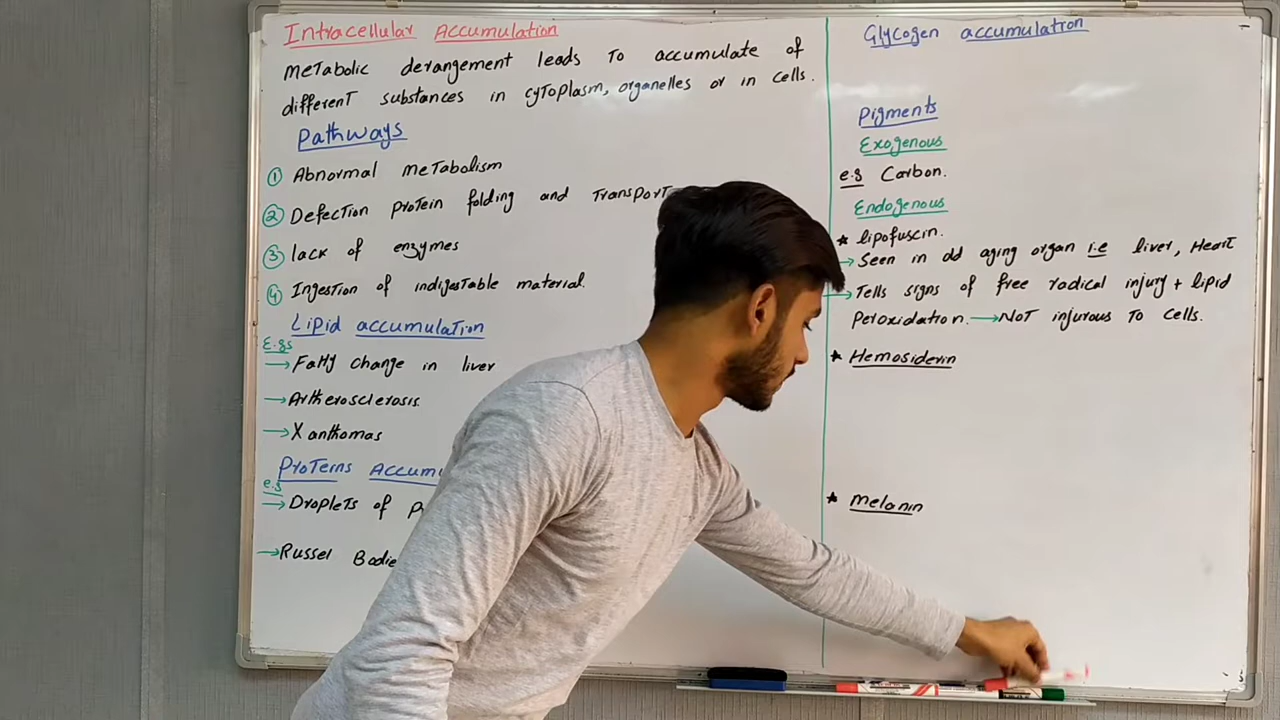 Intracellular Accumulation
Metabolic derangement leads to accumulate of
different substances in cytoplasm, organelles or in cells.
Pathways
① Abnormal metabolism
② Defection protein folding and Transport
③ lack of enzymes
④ Ingestion of indigestable material.
Lipid accumulation
E.gs
→ Fatty change in liver
→ Artherosclerosis.
→ Xanthomas
Proteins Accumu
e.g
→ Droplets of
→ Russel Bodie
Glycogen accumulation
Pigments
Exogenous
e.g Carbon.
Endogenous
* lipofuscin.
→ Seen in old aging organ i.e liver, Heart
→ Tells signs of free radical injury + lipid
Peroxidation. → Not injurous to cells.
* Hemosiderin
* melanin